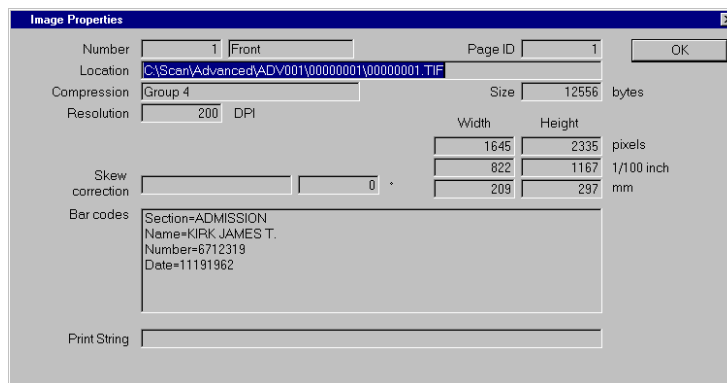 Image Properties
Number 1 Front Page ID 1 OK
Location C:\Scan\Advanced\ADV001\00000001\00000001.TIF
Compression Group 4 Size 12556 bytes
Resolution 200 DPI
Width Height
1645 2335 pixels
822 1167 1/100 inch
Skew correction 0 °
209 297 mm
Bar codes
Section=ADMISSION
Name=KIRK JAMES T.
Number=6712319
Date=11191962
Print String